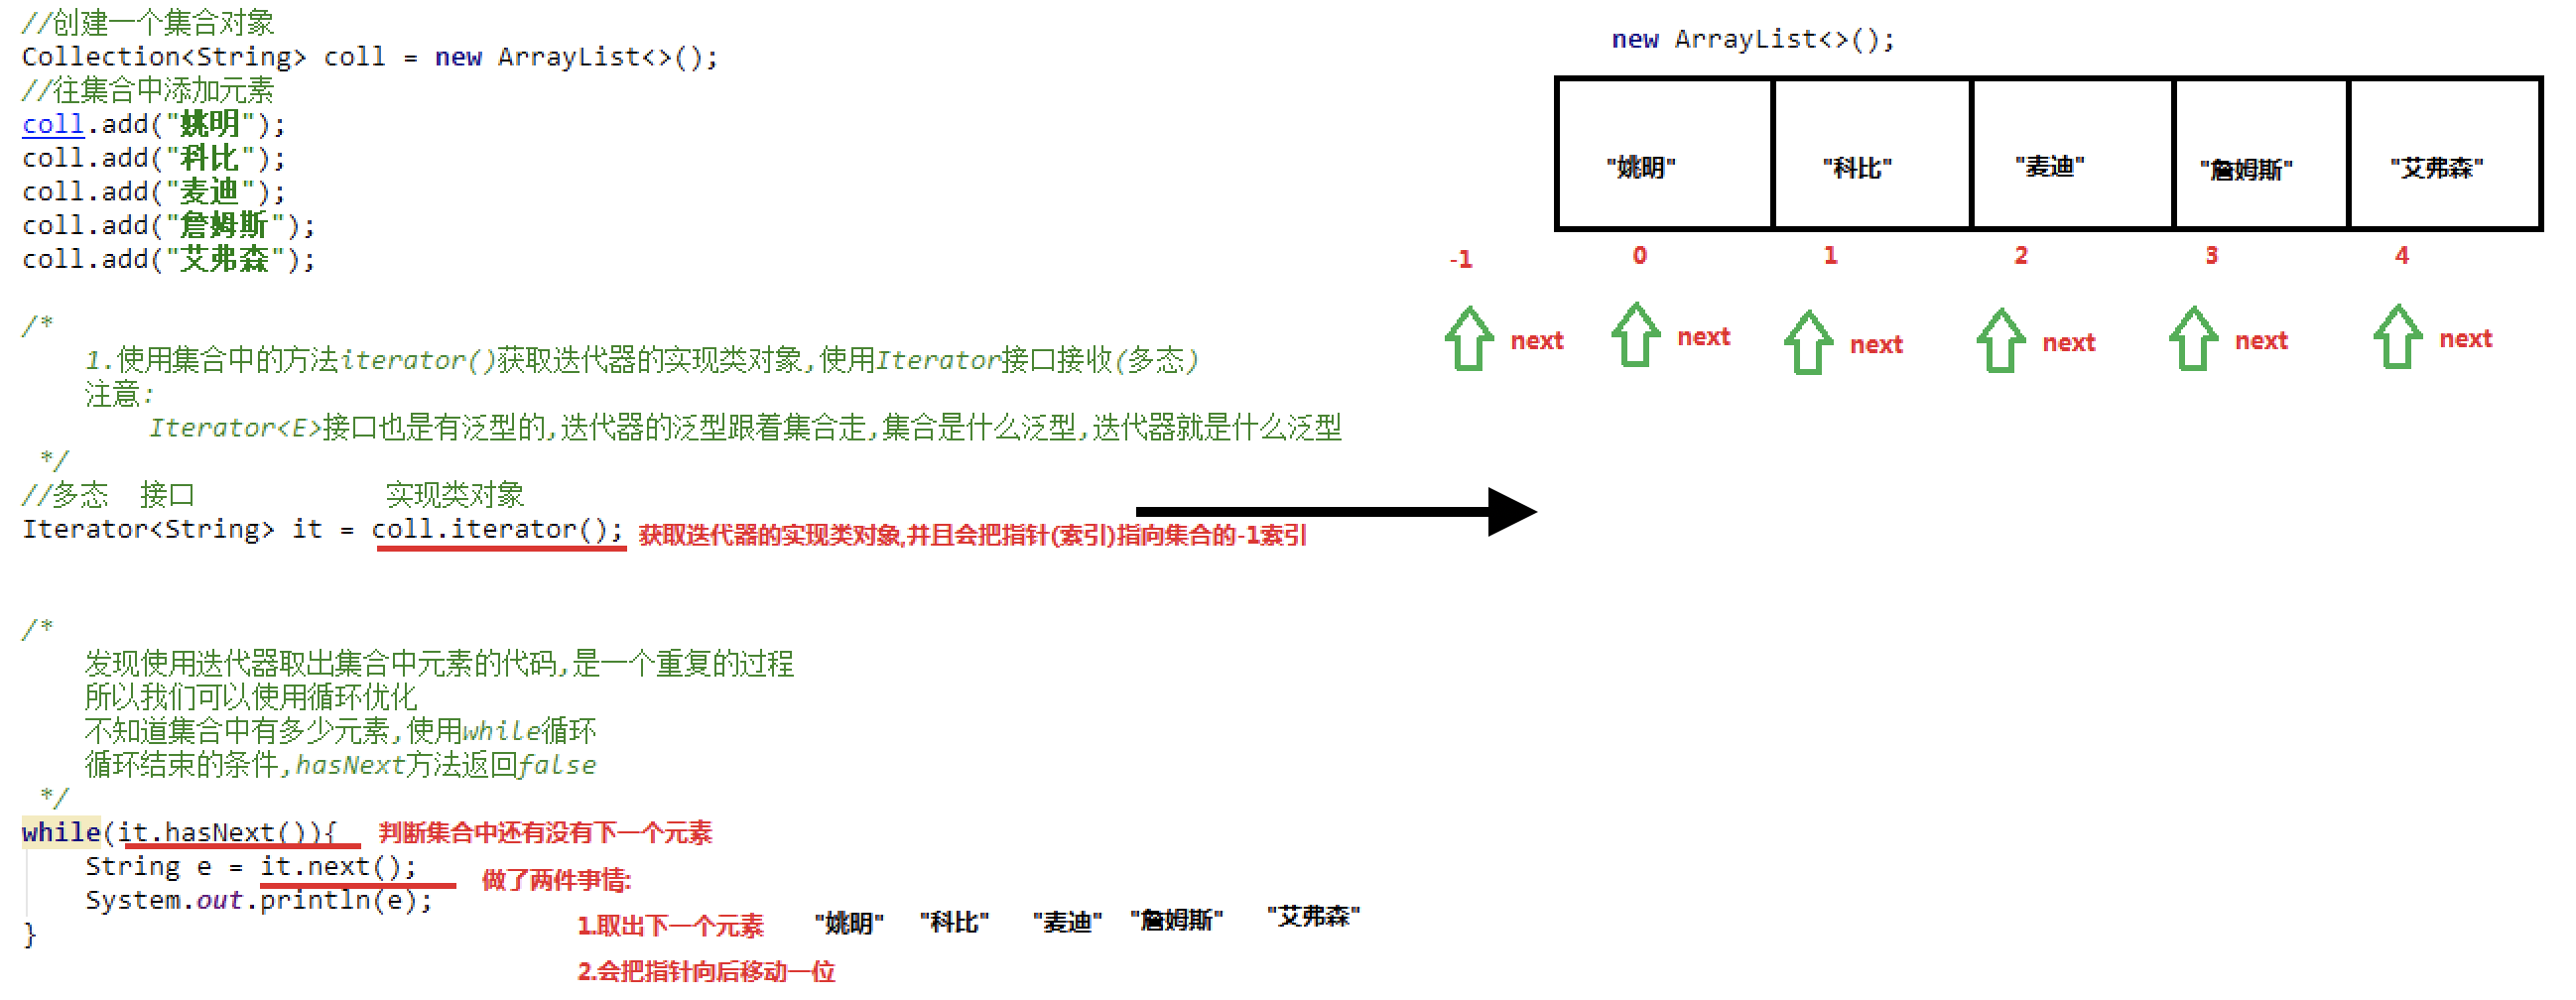 //创建一个集合对象
Collection<String> coll = new ArrayList<>();
//往集合中添加元素
coll.add("姚明");
coll.add("科比");
coll.add("麦迪");
coll.add("詹姆斯");
coll.add("艾弗森");
/*
1.使用集合中的方法iterator()获取迭代器的实现类对象,使用Iterator接口接收(多态)
注意:
Iterator<E>接口也是有泛型的,迭代器的泛型跟着集合走,集合是什么泛型,迭代器就是什么泛型
*/
//多态 接口 实现类对象
Iterator<String> it = coll.iterator(); 获取迭代器的实现类对象,并且会把指针(索引)指向集合的-1索引
/*
发现使用迭代器取出集合中元素的代码,是一个重复的过程
所以我们可以使用循环优化
不知道集合中有多少元素,使用while循环
循环结束的条件,hasNext方法返回false
*/
while(it.hasNext()){ 判断集合中还有没有下一个元素
String e = it.next(); 做了两件事情:
System.out.println(e);
}
1.取出下一个元素 "姚明" "科比" "麦迪" "詹姆斯" "艾弗森"
2.会把指针向后移动一位
new ArrayList<>();
"姚明" "科比" "麦迪" "詹姆斯" "艾弗森"
-1 0 1 2 3 4
next next next next next next